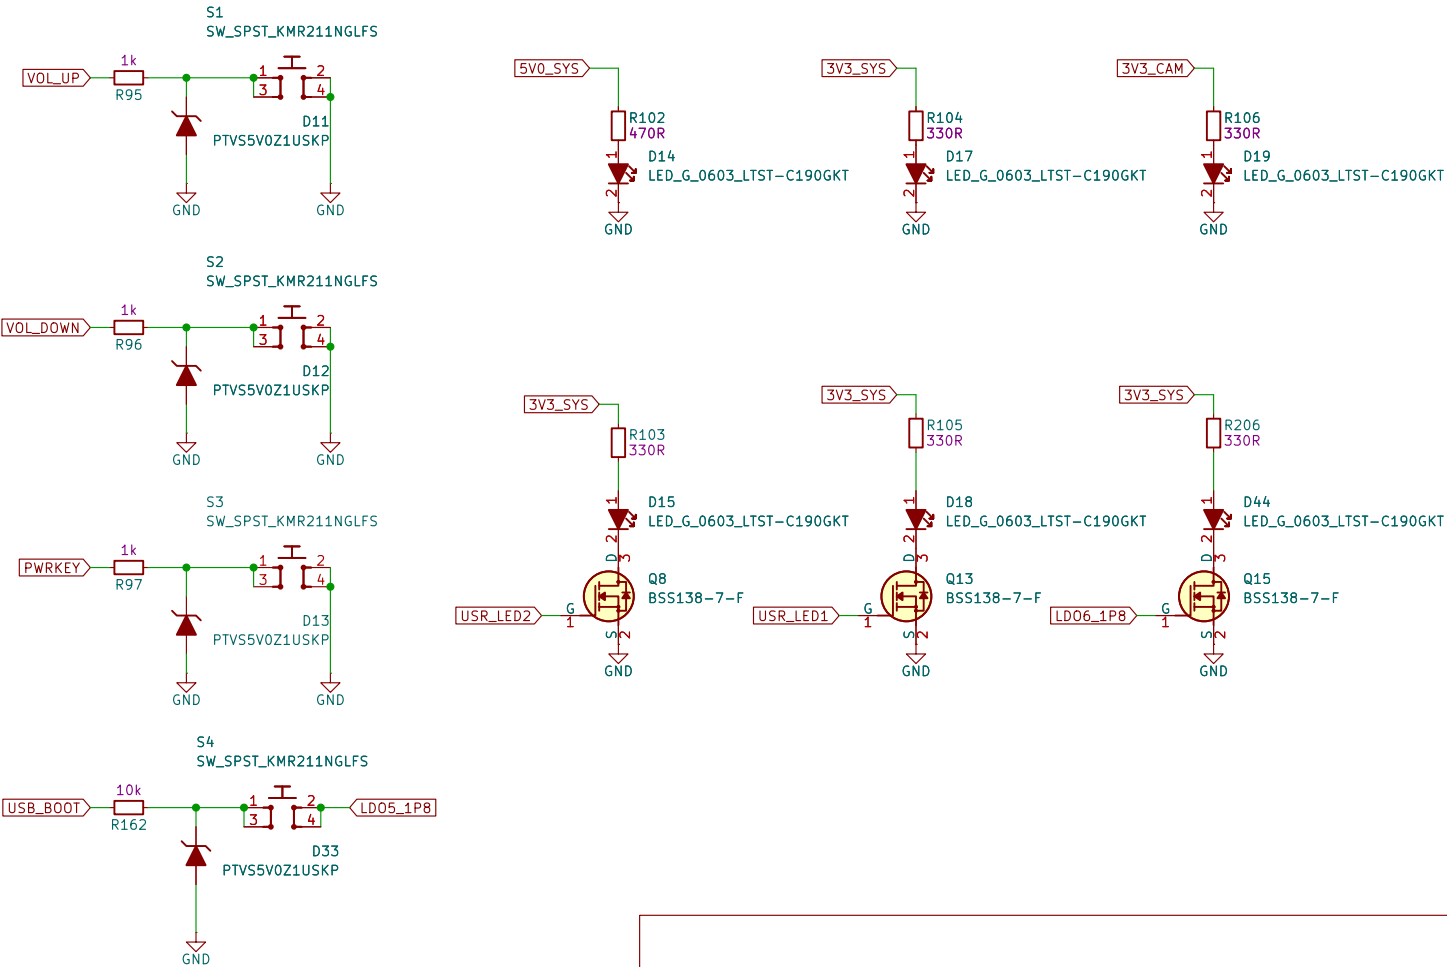 S1
SW_SPST_KMR211NGLFS
VOL_UP
1k
R95
1
2
3
4
D11
PTVS5V0Z1USKP
GND
GND
5V0_SYS
R102
470R
1
D14
LED_G_0603_LTST-C190GKT
2
GND
3V3_SYS
R104
330R
1
D17
LED_G_0603_LTST-C190GKT
2
GND
3V3_CAM
R106
330R
1
D19
LED_G_0603_LTST-C190GKT
2
GND
S2
SW_SPST_KMR211NGLFS
VOL_DOWN
1k
R96
1
2
3
4
D12
PTVS5V0Z1USKP
GND
GND
S3
SW_SPST_KMR211NGLFS
PWRKEY
1k
R97
1
2
3
4
D13
PTVS5V0Z1USKP
GND
GND
3V3_SYS
R103
330R
1
D15
LED_G_0603_LTST-C190GKT
2
D
3
Q8
BSS138-7-F
USR_LED2
G
1
S
2
GND
3V3_SYS
R105
330R
1
D18
LED_G_0603_LTST-C190GKT
2
D
3
Q13
BSS138-7-F
USR_LED1
G
1
S
2
GND
3V3_SYS
R206
330R
1
D44
LED_G_0603_LTST-C190GKT
2
D
3
Q15
BSS138-7-F
LDO6_1P8
G
1
S
2
GND
S4
SW_SPST_KMR211NGLFS
USB_BOOT
10k
R162
1
2
3
4
LDO5_1P8
D33
PTVS5V0Z1USKP
GND